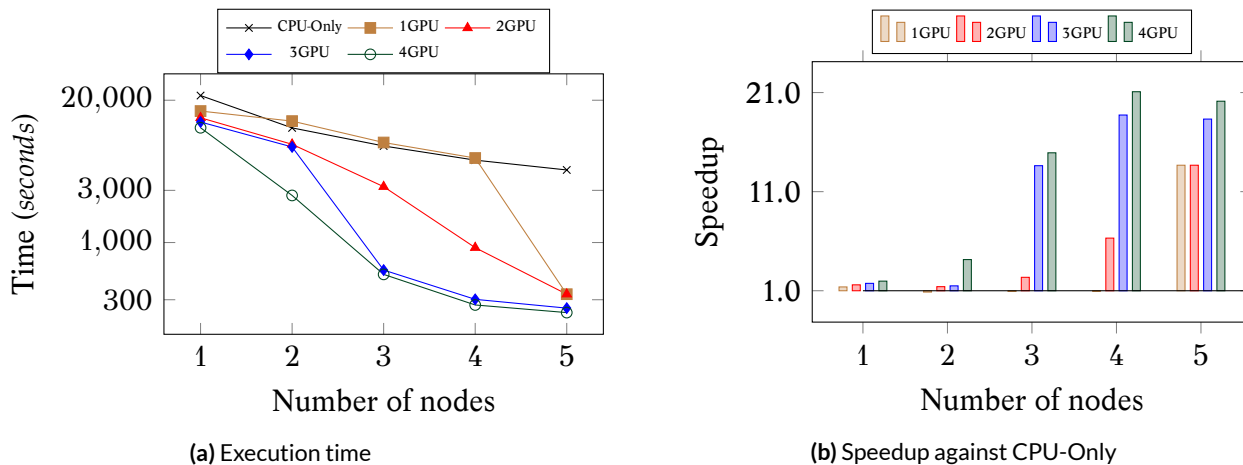 CPU-Only 1GPU 2GPU
3GPU 4GPU
20,000
3,000
1,000
300
Time (seconds)
1 2 3 4 5
Number of nodes
(a) Execution time
1GPU 2GPU 3GPU 4GPU
21.0
11.0
1.0
Speedup
1 2 3 4 5
Number of nodes
(b) Speedup against CPU-Only